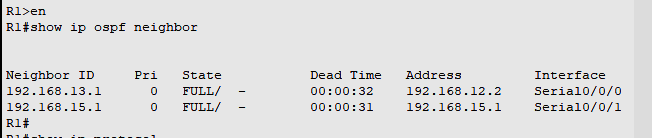 R1>en
R1#show ip ospf neighbor
Neighbor ID Pri State Dead Time Address Interface
192.168.13.1 0 FULL/ - 00:00:32 192.168.12.2 Serial0/0/0
192.168.15.1 0 FULL/ - 00:00:31 192.168.15.1 Serial0/0/1
R1#
R1#show ip protocol